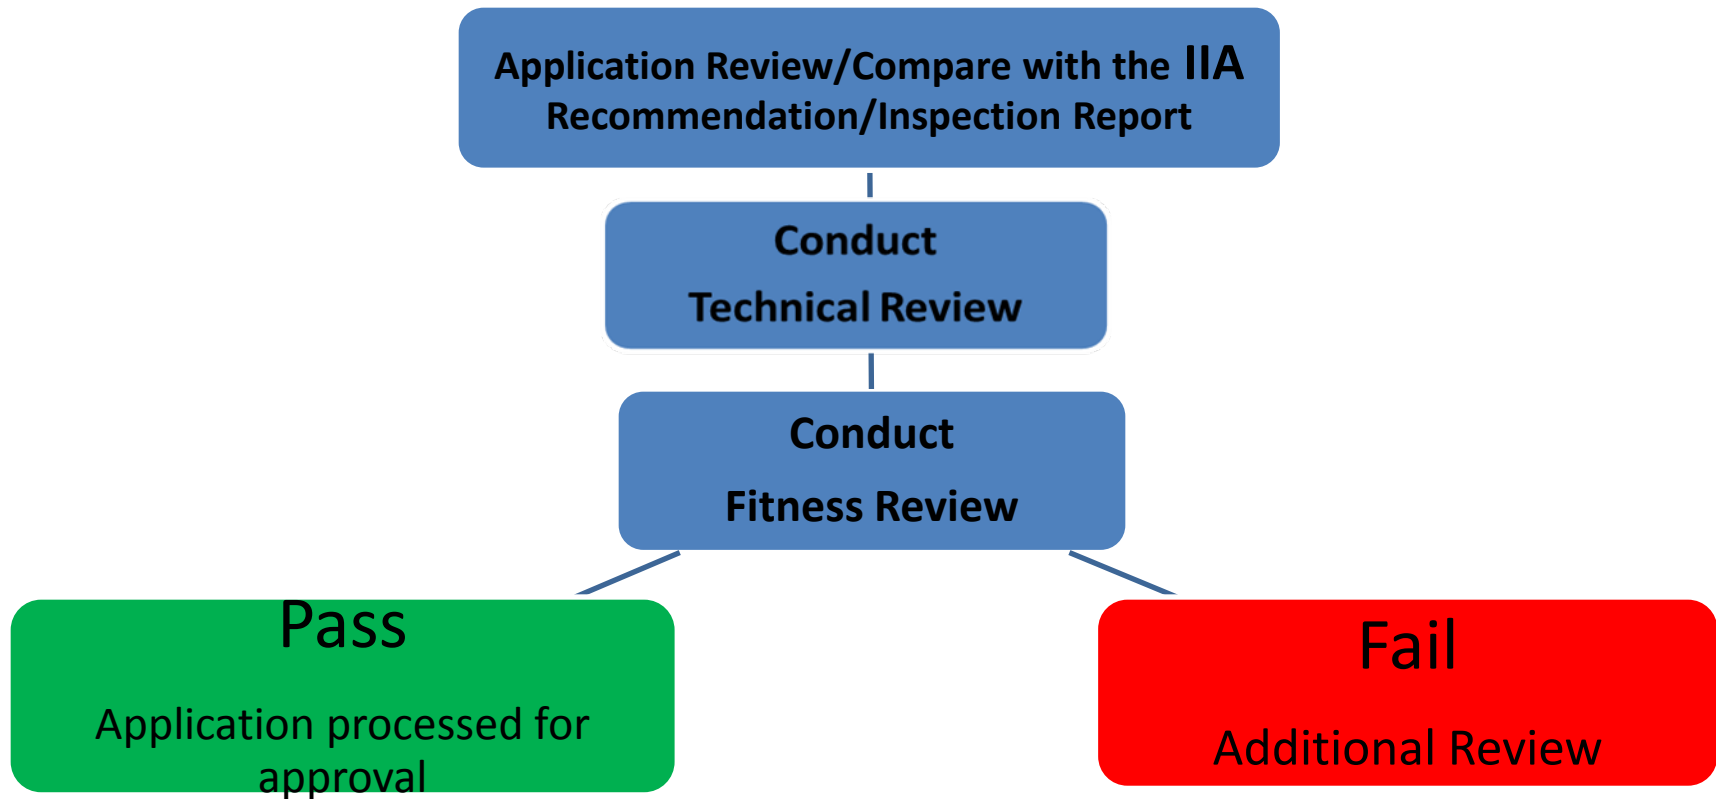 Application Review/Compare with the IIA
Recommendation/Inspection Report
Conduct
Technical Review
Conduct
Fitness Review
Pass
Application processed for
approval
Fail
Additional Review